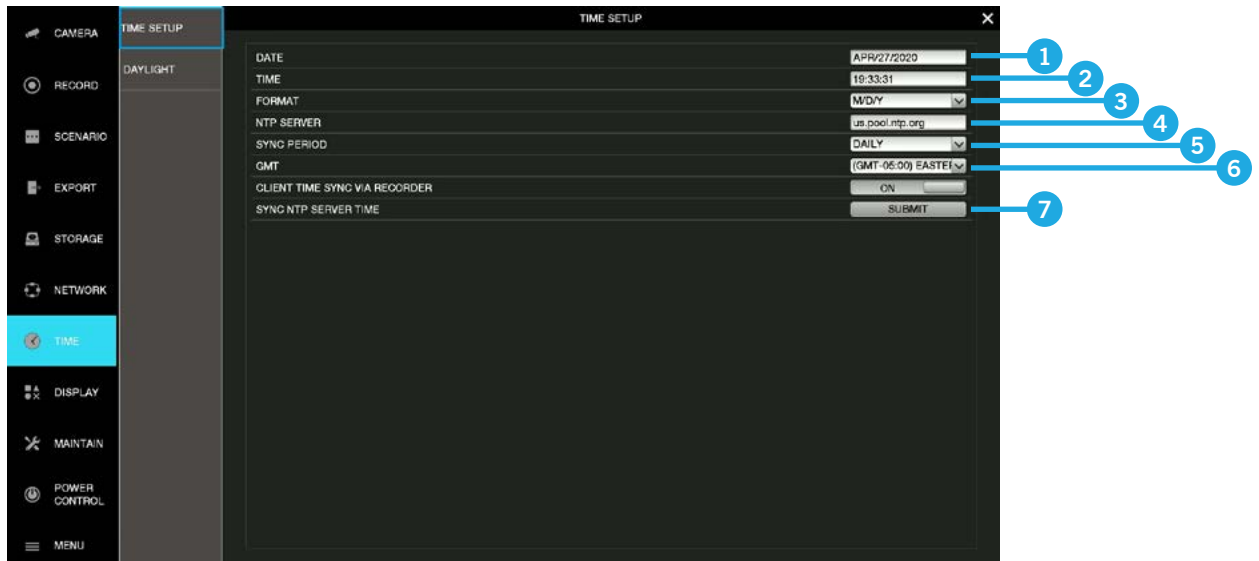 TIME SETUP
CAMERA
RECORD
SCENARIO
EXPORT
STORAGE
NETWORK
TIME
DISPLAY
MAINTAIN
POWER
CONTROL
MENU
TIME SETUP
DAYLIGHT
DATE APR/27/2020 1
TIME 19:33:31 2
FORMAT M/D/Y 3
NTP SERVER us.pool.ntp.org 4
SYNC PERIOD DAILY 5
GMT (GMT-05:00) EASTE 6
CLIENT TIME SYNC VIA RECORDER ON
SYNC NTP SERVER TIME SUBMIT 7